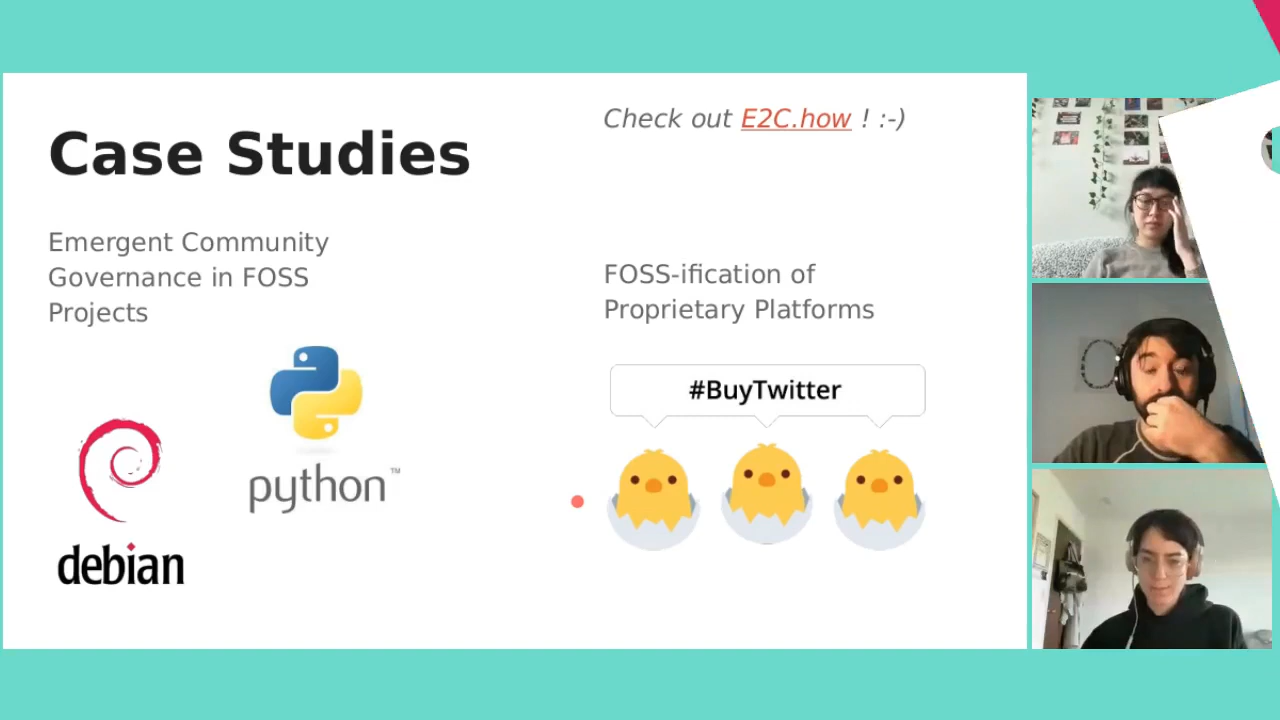 Case Studies
Emergent Community
Governance in FOSS
Projects
python™
debian
Check out E2C.how ! :-)
FOSS-ification of
Proprietary Platforms
#BuyTwitter